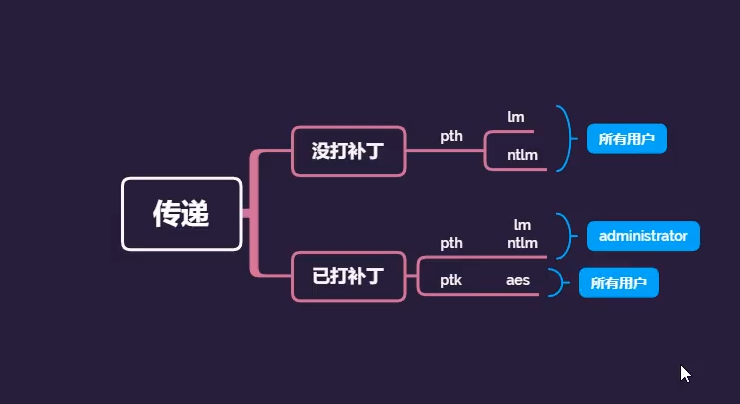 传递
没打补丁
pth
lm
ntlm
所有用户
已打补丁
pth
lm
ntlm
administrator
ptk
aes
所有用户